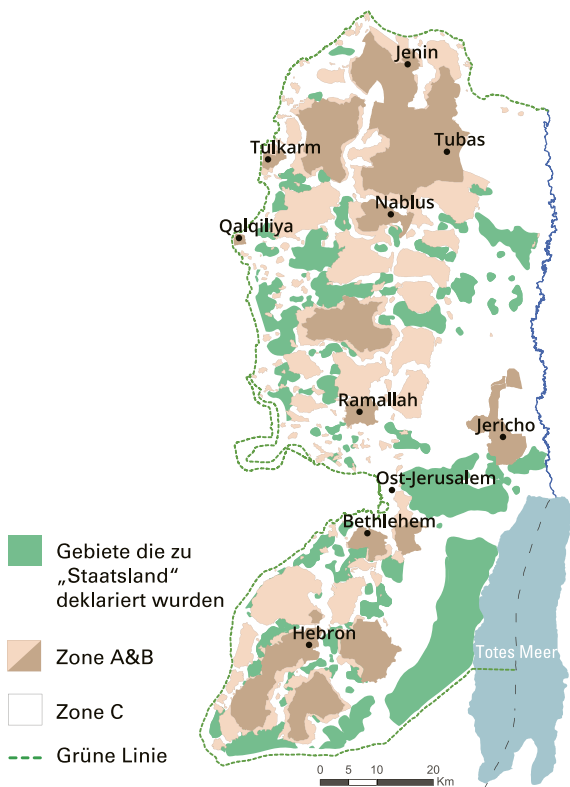 Jenin
Tulkarm
Tubas
Nablus
Qalqiliya
Ramallah
Jericho
Ost-Jerusalem
Bethlehem
Hebron
Totes Meer
Gebiete die zu
„Staatsland“
deklariert wurden
Zone A&B
Zone C
Grüne Linie
0 5 10 20
Km